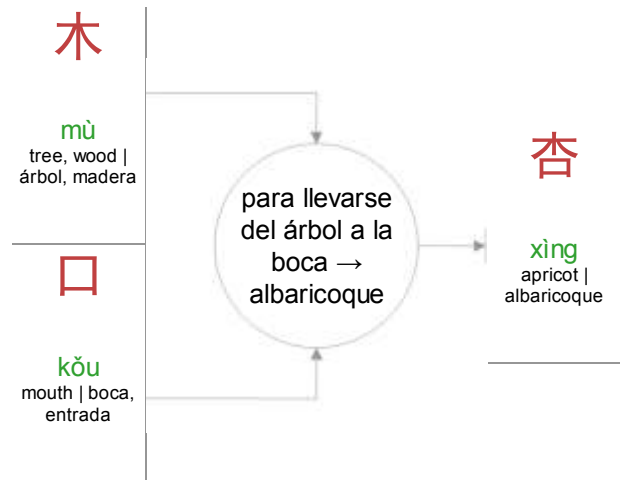 木
mù
tree, wood |
árbol, madera
口
kǒu
mouth | boca,
entrada
para llevarse
del árbol a la
boca →
albaricoque
杏
xìng
apricot |
albaricoque